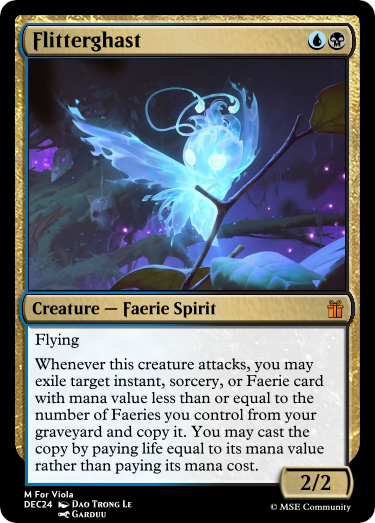 Flitterghast
Creature — Faerie Spirit
Flying
Whenever this creature attacks, you may
exile target instant, sorcery, or Faerie card
with mana value less than or equal to the
number of Faeries you control from your
graveyard and copy it. You may cast the
copy by paying life equal to its mana value
rather than paying its mana cost.
2/2
M For Viola
DEC24 Dao Trong Le
Garduu
© MSE Community